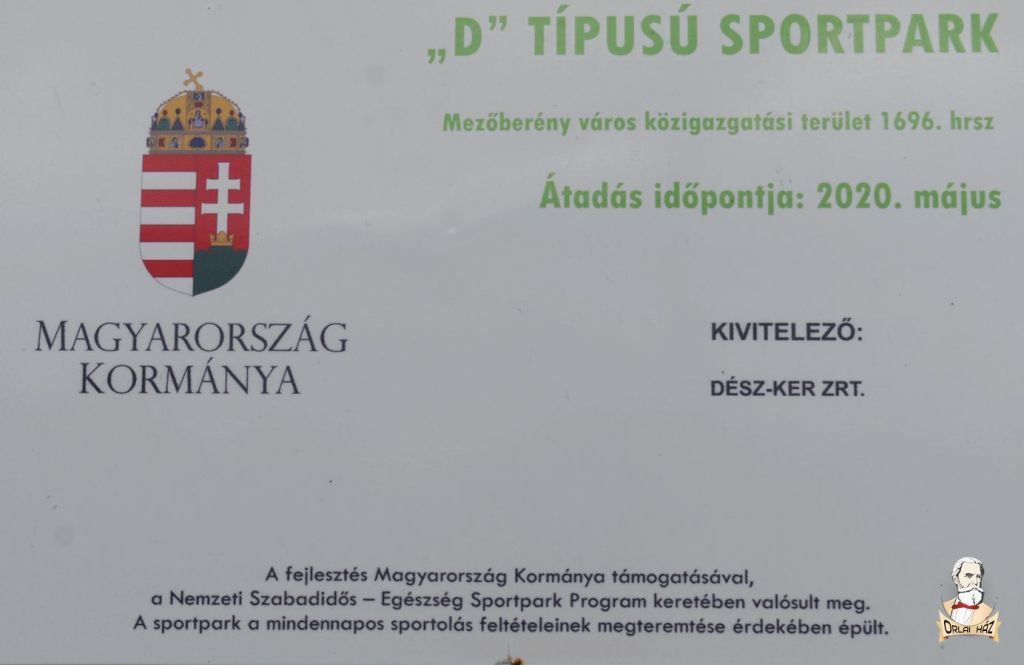 „D” TÍPUSÚ SPORTPARK
Mezőberény város közigazgatási terület 1696. hrsz
Átadás időpontja: 2020. május
MAGYARORSZÁG
KORMÁNYA
KIVITELEZŐ:
DÉSZ-KER ZRT.
A fejlesztés Magyarország Kormánya támogatásával,
a Nemzeti Szabadidős – Egészség Sportpark Program keretében valósult meg.
A sportpark a mindennapos sportolás feltételeinek megteremtése érdekében épült.
ORLAI HÁZ